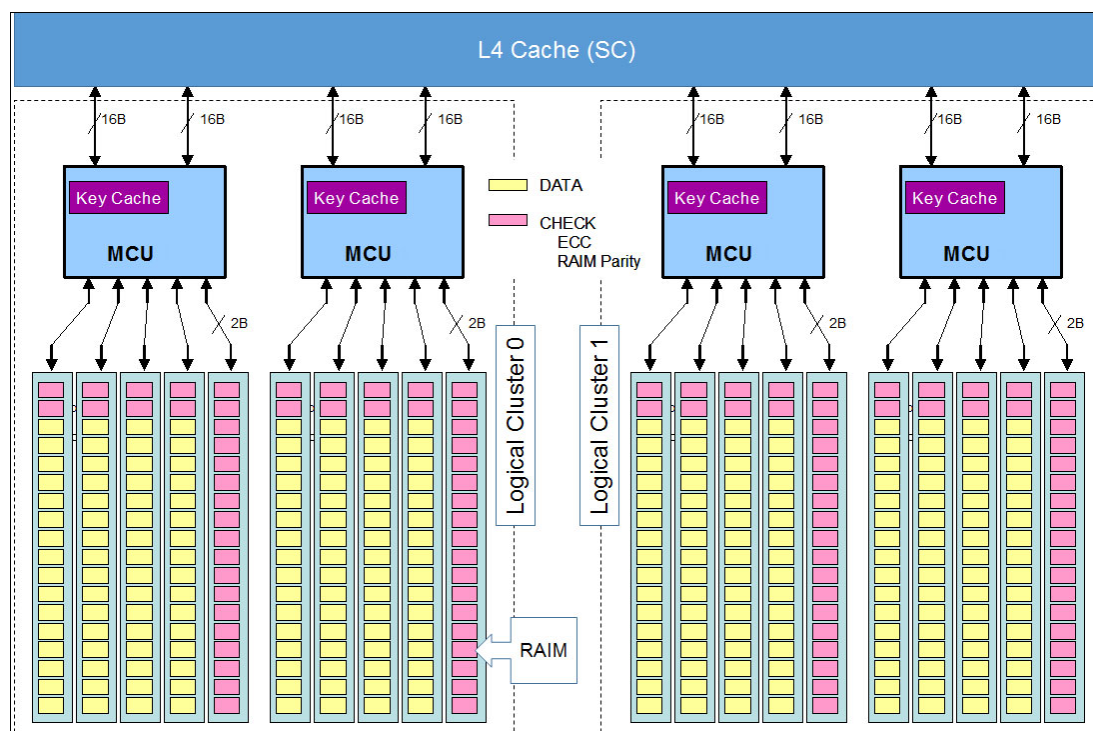 L4 Cache (SC)
16B
16B
16B
16B
16B
16B
16B
16B
Key Cache
MCU
Key Cache
MCU
DATA
CHECK
ECC
RAIM Parity
Key Cache
MCU
Key Cache
MCU
2B
2B
2B
2B
Logical Cluster 0
Logical Cluster 1
RAIM